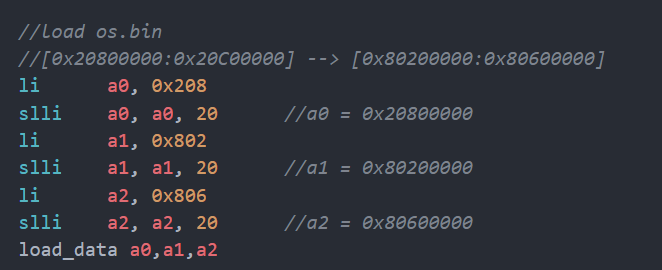 //load os.bin
//[0x20800000:0x20C00000] --> [0x80200000:0x80600000]
li      a0, 0x208
slli    a0, a0, 20      //a0 = 0x20800000
li      a1, 0x802
slli    a1, a1, 20      //a1 = 0x80200000
li      a2, 0x806
slli    a2, a2, 20      //a2 = 0x80600000
load_data a0,a1,a2